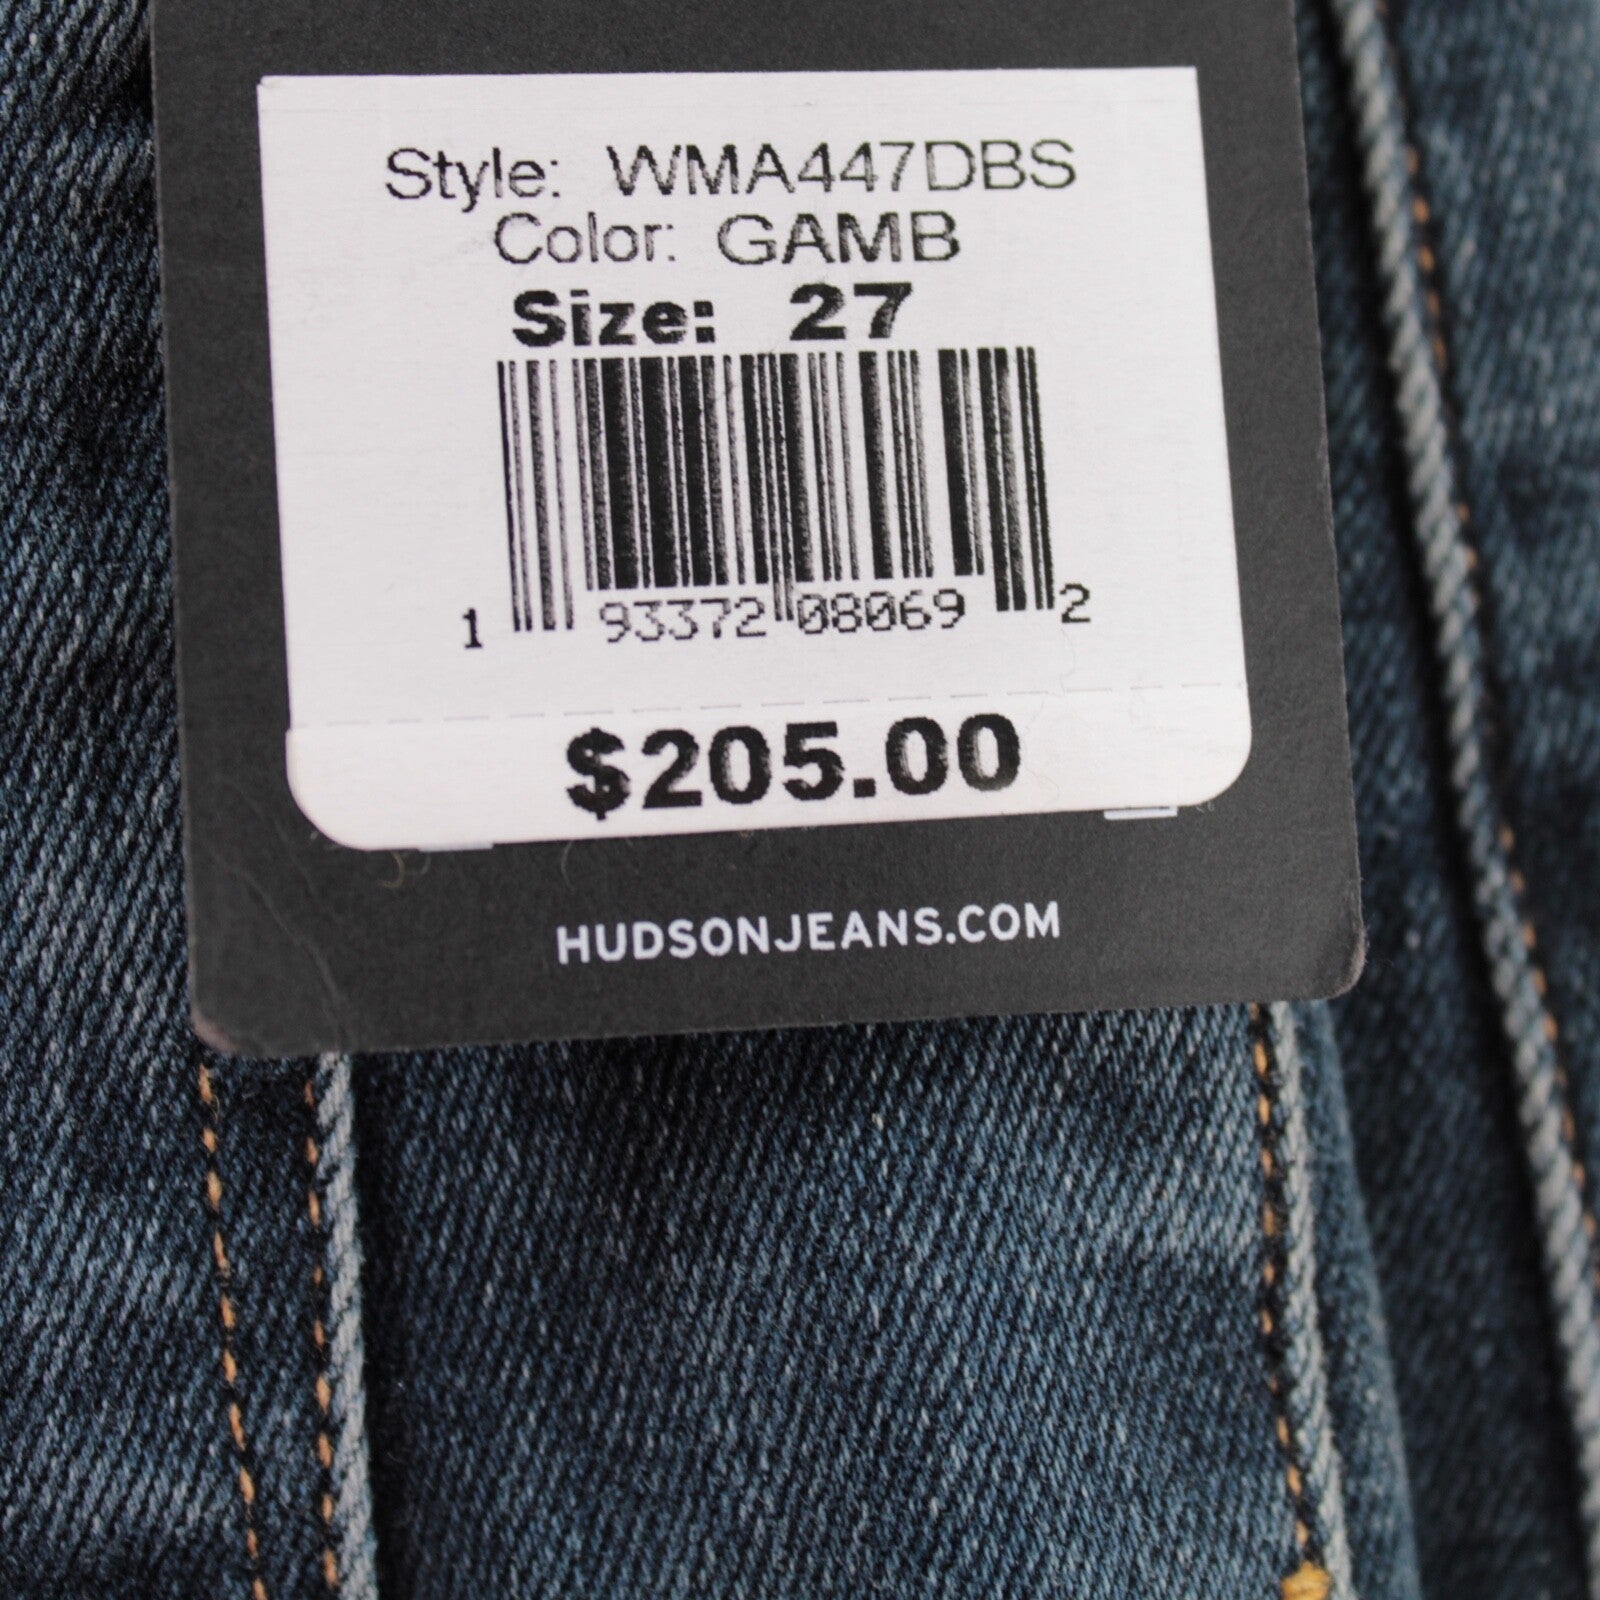 Style: WMA447DBS
Color: GAMB
Size: 27
1 93372 08069 2
$205.00
HUDSONJEANS.COM